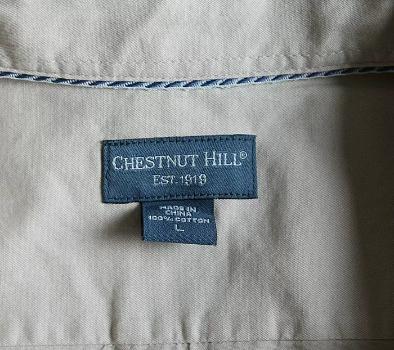 CHESTNUT HILL®
EST. 1919
MADE IN
CHINA
100% COTTON
L